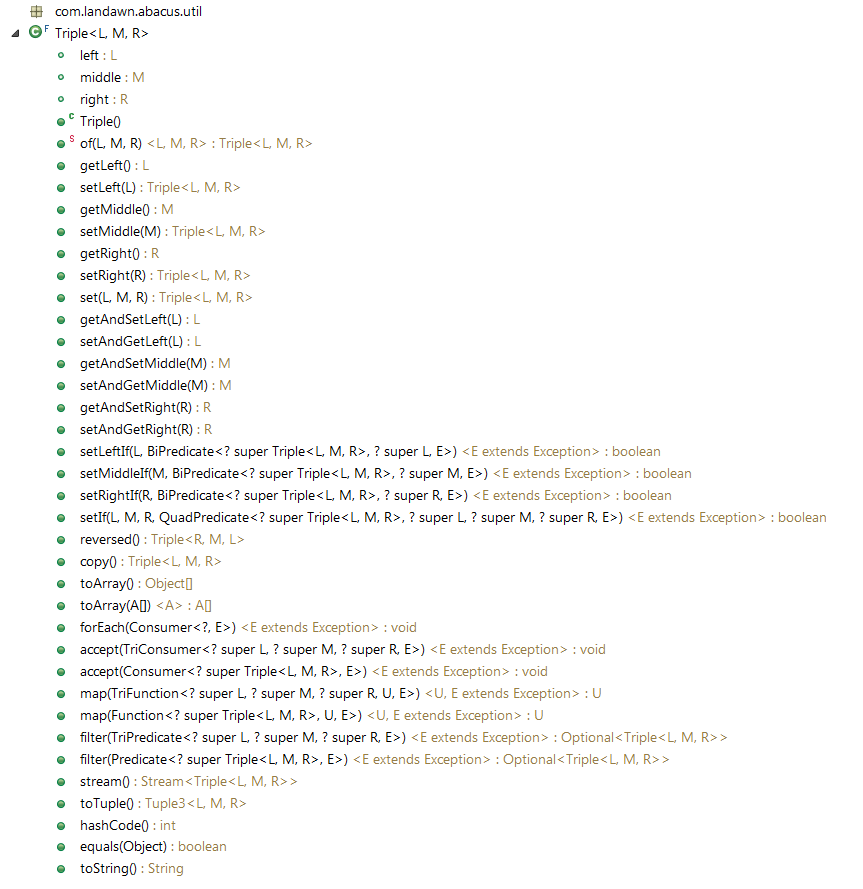 com.landawn.abacus.util
C F Triple<L, M, R>
left : L
middle : M
right : R
C Triple()
S of(L, M, R) <L, M, R> : Triple<L, M, R>
getLeft() : L
setLeft(L) : Triple<L, M, R>
getMiddle() : M
setMiddle(M) : Triple<L, M, R>
getRight() : R
setRight(R) : Triple<L, M, R>
set(L, M, R) : Triple<L, M, R>
getAndSetLeft(L) : L
setAndGetLeft(L) : L
getAndSetMiddle(M) : M
setAndGetMiddle(M) : M
getAndSetRight(R) : R
setAndGetRight(R) : R
setLeftIf(L, BiPredicate<? super Triple<L, M, R>, ? super L, E>) <E extends Exception> : boolean
setMiddleIf(M, BiPredicate<? super Triple<L, M, R>, ? super M, E>) <E extends Exception> : boolean
setRightIf(R, BiPredicate<? super Triple<L, M, R>, ? super R, E>) <E extends Exception> : boolean
setIf(L, M, R, QuadPredicate<? super Triple<L, M, R>, ? super L, ? super M, ? super R, E>) <E extends Exception> : boolean
reversed() : Triple<R, M, L>
copy() : Triple<L, M, R>
toArray() : Object[]
toArray(A[]) <A> : A[]
forEach(Consumer<?, E>) <E extends Exception> : void
accept(TriConsumer<? super L, ? super M, ? super R, E>) <E extends Exception> : void
accept(Consumer<? super Triple<L, M, R>, E>) <E extends Exception> : void
map(TriFunction<? super L, ? super M, ? super R, U, E>) <U, E extends Exception> : U
map(Function<? super Triple<L, M, R>, U, E>) <U, E extends Exception> : U
filter(TriPredicate<? super L, ? super M, ? super R, E>) <E extends Exception> : Optional<Triple<L, M, R>>
filter(Predicate<? super Triple<L, M, R>, E>) <E extends Exception> : Optional<Triple<L, M, R>>
stream() : Stream<Triple<L, M, R>>
toTuple() : Tuple3<L, M, R>
hashCode() : int
equals(Object) : boolean
toString() : String